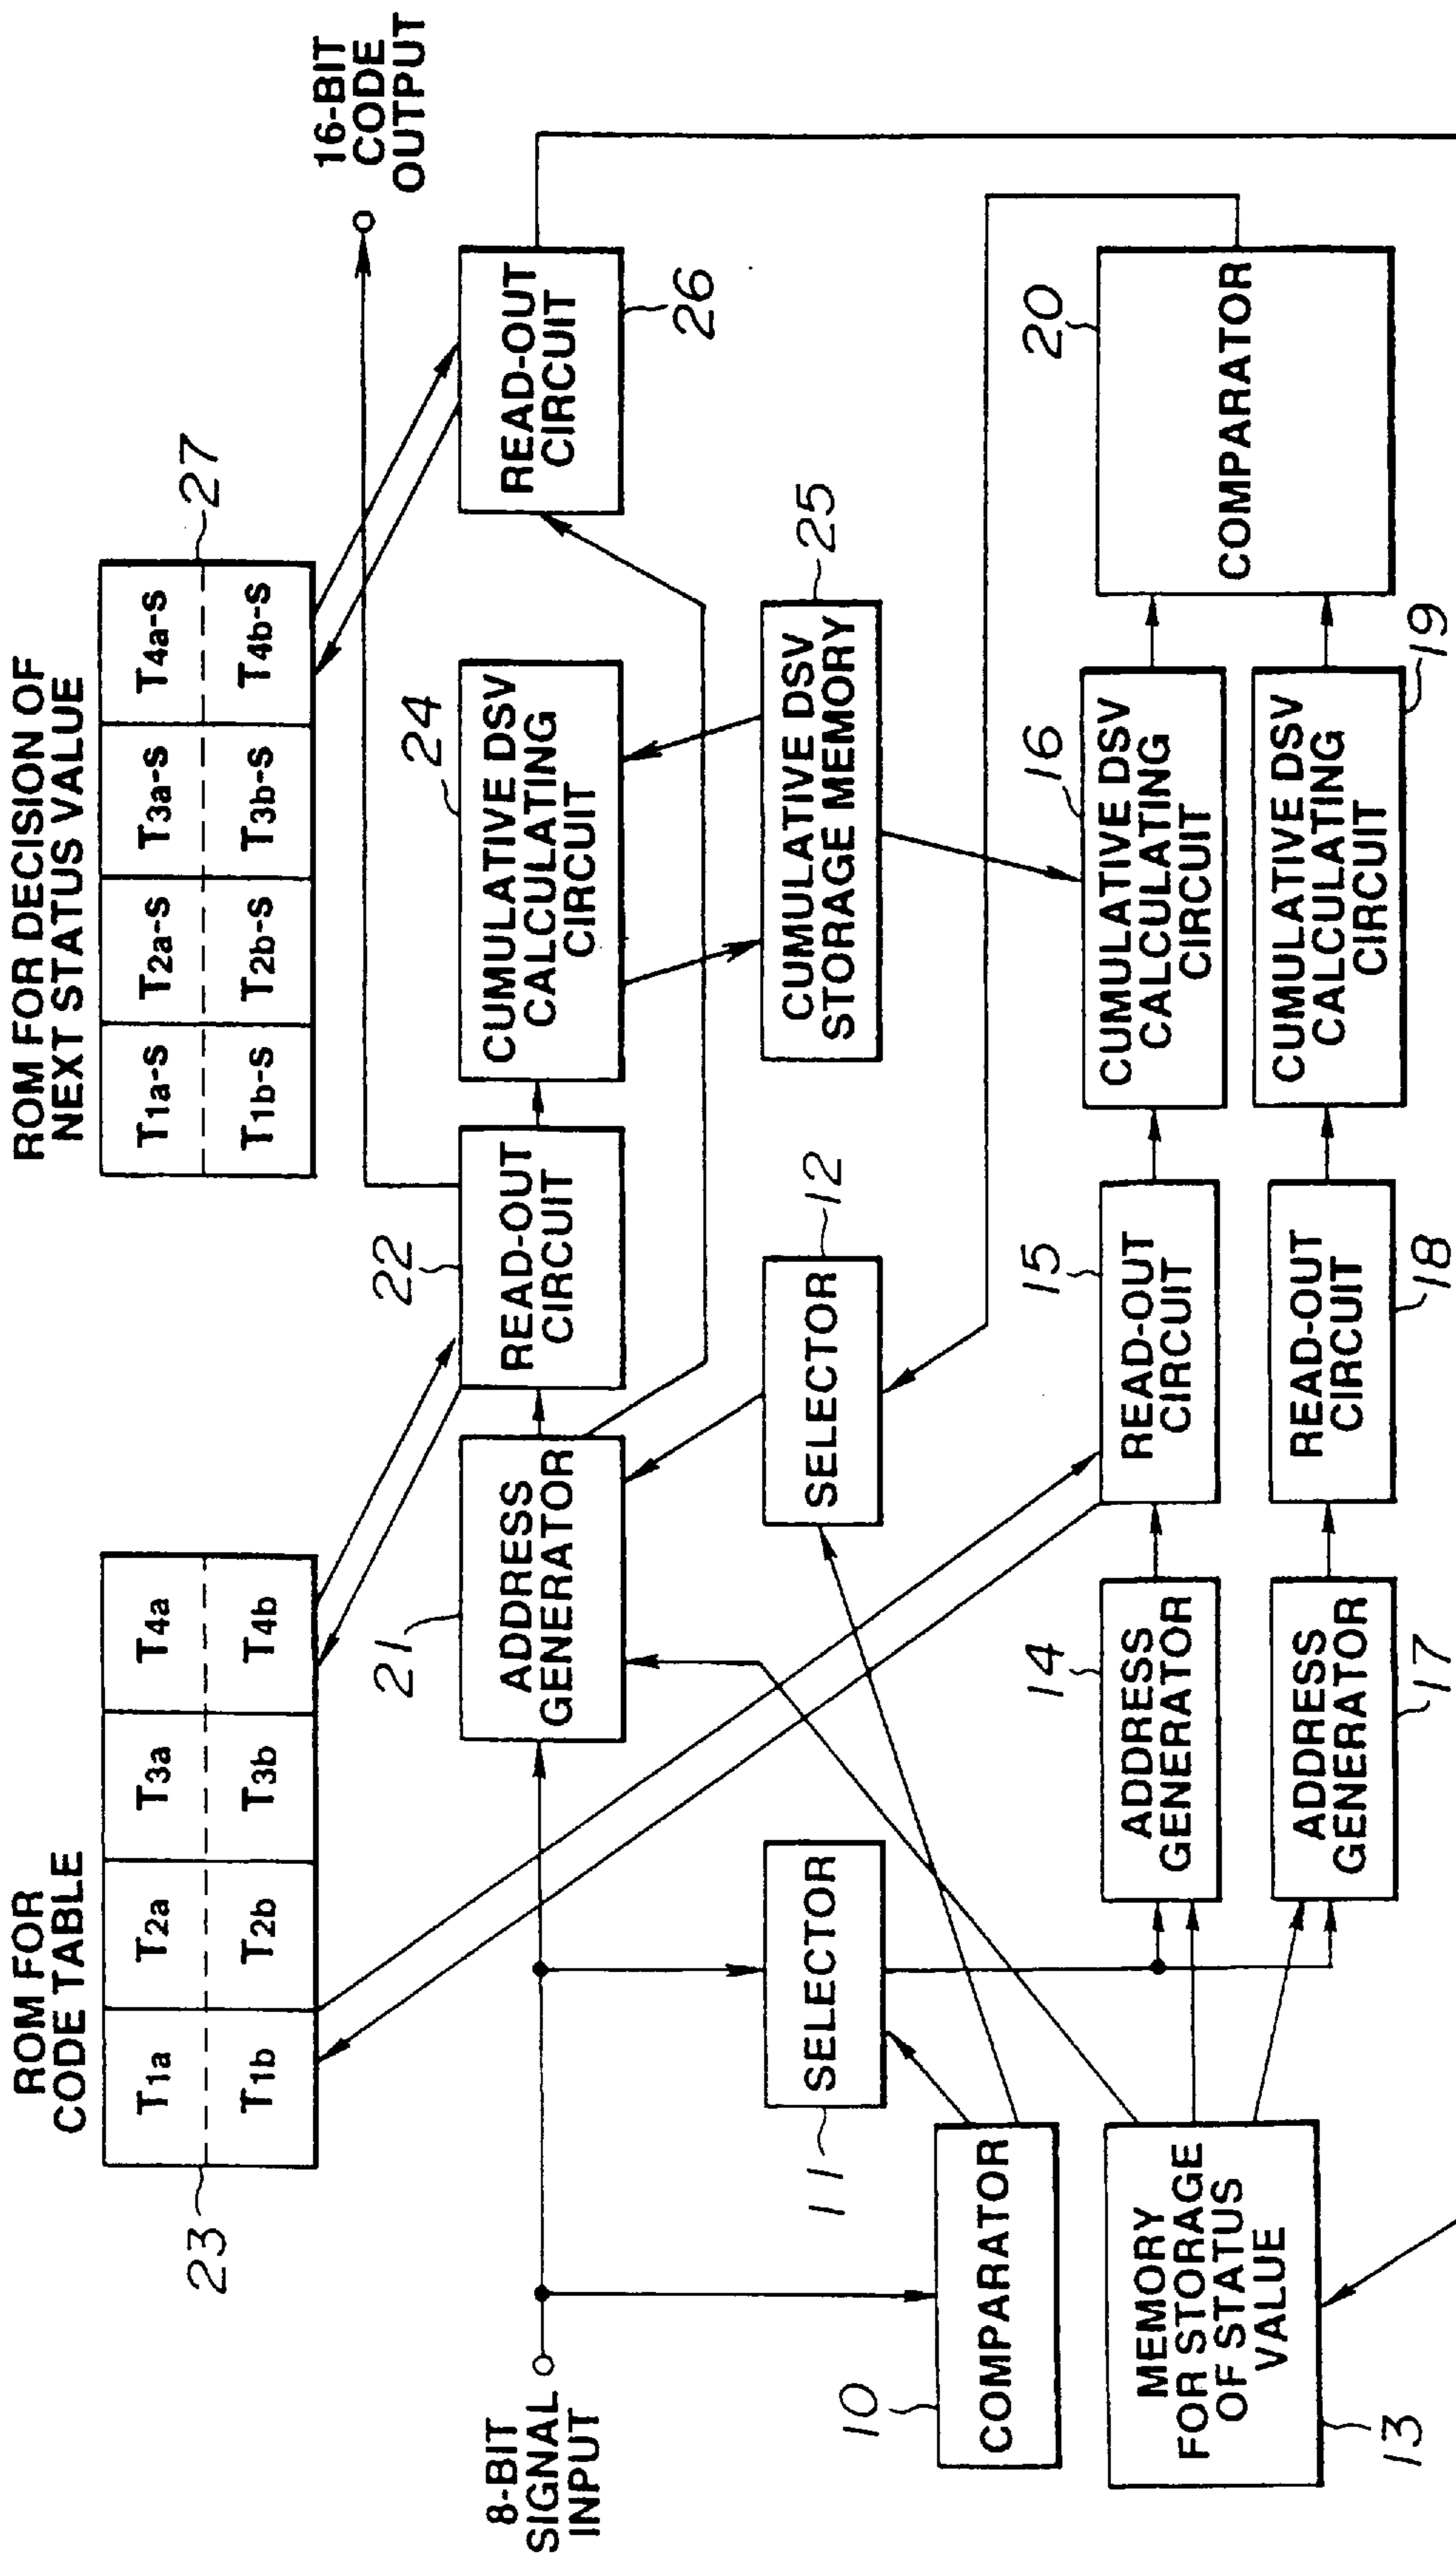 ROM FOR
CODE TABLE
23
T1a
T2a
T3a
T4a
T1b
T2b
T3b
T4b
ROM FOR DECISION OF
NEXT STATUS VALUE
27
T1a-S
T2a-S
T3a-S
T4a-S
T1b-S
T2b-S
T3b-S
T4b-S
16-BIT
CODE
OUTPUT
8-BIT
SIGNAL
INPUT
21
ADDRESS
GENERATOR
22
READ-OUT
CIRCUIT
24
CUMULATIVE DSV
CALCULATING
CIRCUIT
READ-OUT
CIRCUIT
26
SELECTOR
11
SELECTOR
12
CUMULATIVE DSV
STORAGE MEMORY
25
10
COMPARATOR
MEMORY
FOR STORAGE
OF STATUS
VALUE
13
14
ADDRESS
GENERATOR
15
READ-OUT
CIRCUIT
16
CUMULATIVE DSV
CALCULATING
CIRCUIT
20
COMPARATOR
ADDRESS
GENERATOR
17
READ-OUT
CIRCUIT
18
CUMULATIVE DSV
CALCULATING
CIRCUIT
19